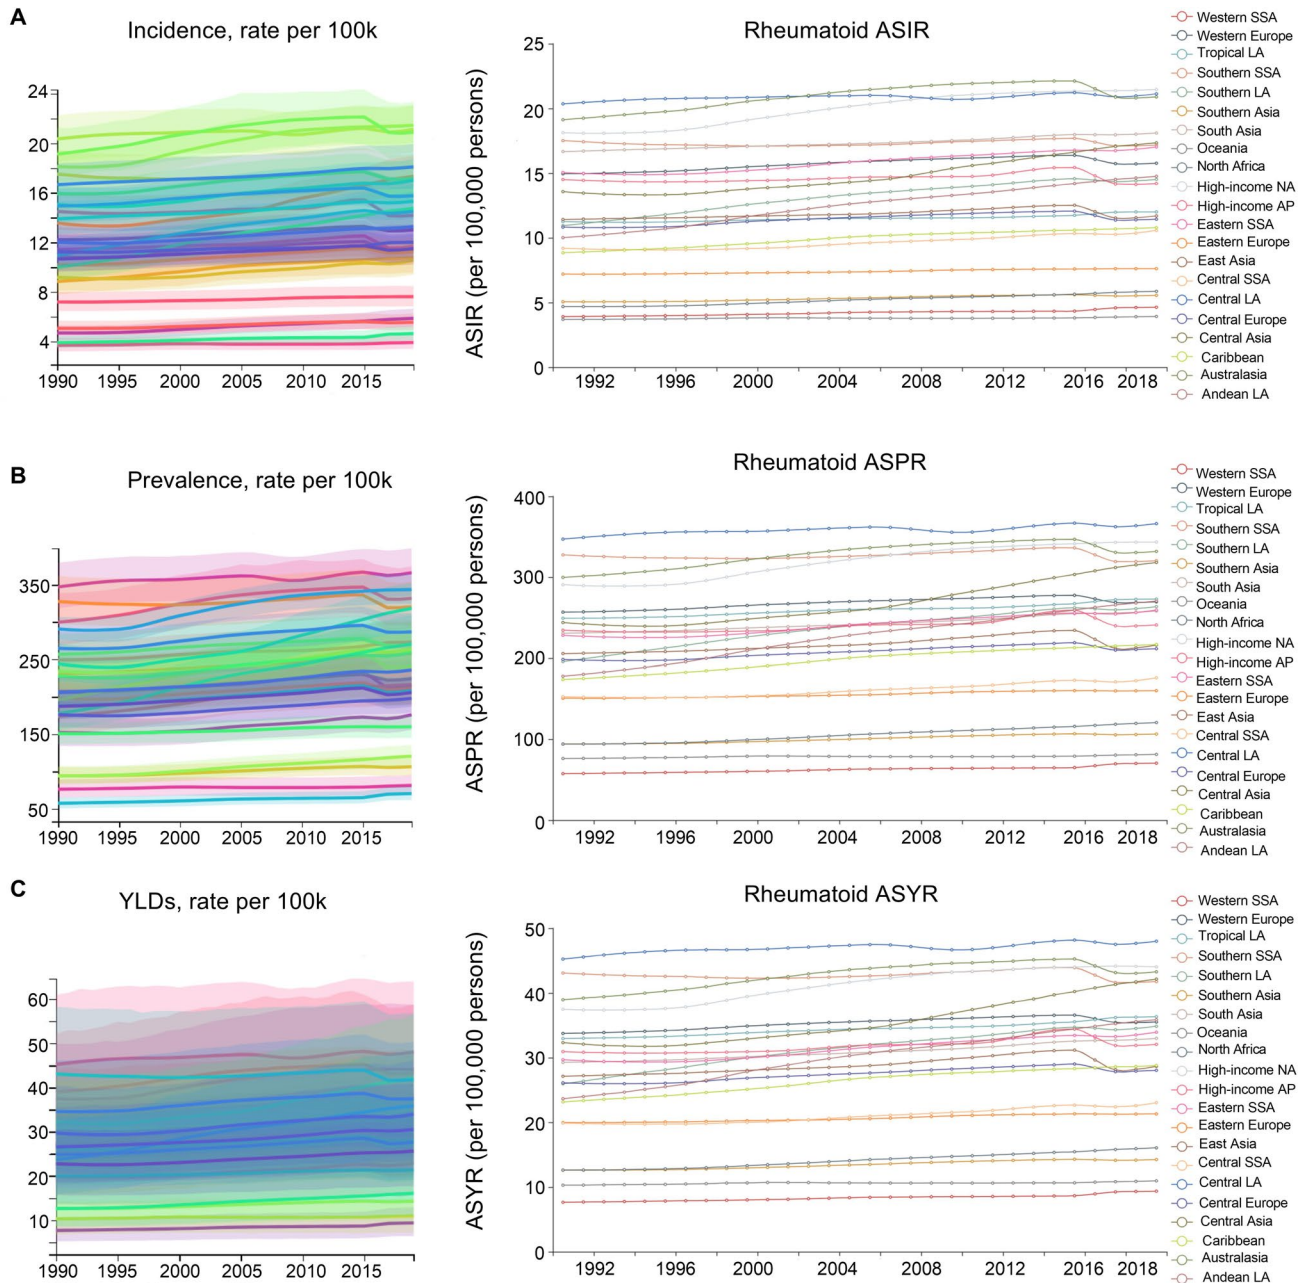 A
Incidence, rate per 100k
24
20
16
12
8
4
1990 1995 2000 2005 2010 2015
Rheumatoid ASIR
ASIR (per 100,000 persons)
25
20
15
10
5
0
1992 1996 2000 2004 2008 2012 2016 2018
Western SSA
Western Europe
Tropical LA
Southern SSA
Southern LA
Southern Asia
South Asia
Oceania
North Africa
High-income NA
High-income AP
Eastern SSA
Eastern Europe
East Asia
Central SSA
Central LA
Central Europe
Central Asia
Caribbean
Australasia
Andean LA
B
Prevalence, rate per 100k
350
250
150
50
1990 1995 2000 2005 2010 2015
Rheumatoid ASPR
ASPR (per 100,000 persons)
400
300
200
100
0
1992 1996 2000 2004 2008 2012 2016 2018
Western SSA
Western Europe
Tropical LA
Southern SSA
Southern LA
Southern Asia
South Asia
Oceania
North Africa
High-income NA
High-income AP
Eastern SSA
Eastern Europe
East Asia
Central SSA
Central LA
Central Europe
Central Asia
Caribbean
Australasia
Andean LA
C
YLDs, rate per 100k
60
50
40
30
20
10
1990 1995 2000 2005 2010 2015
Rheumatoid ASYR
ASYR (per 100,000 persons)
50
40
30
20
10
0
1992 1996 2000 2004 2008 2012 2016 2018
Western SSA
Western Europe
Tropical LA
Southern SSA
Southern LA
Southern Asia
South Asia
Oceania
North Africa
High-income NA
High-income AP
Eastern SSA
Eastern Europe
East Asia
Central SSA
Central LA
Central Europe
Central Asia
Caribbean
Australasia
Andean LA